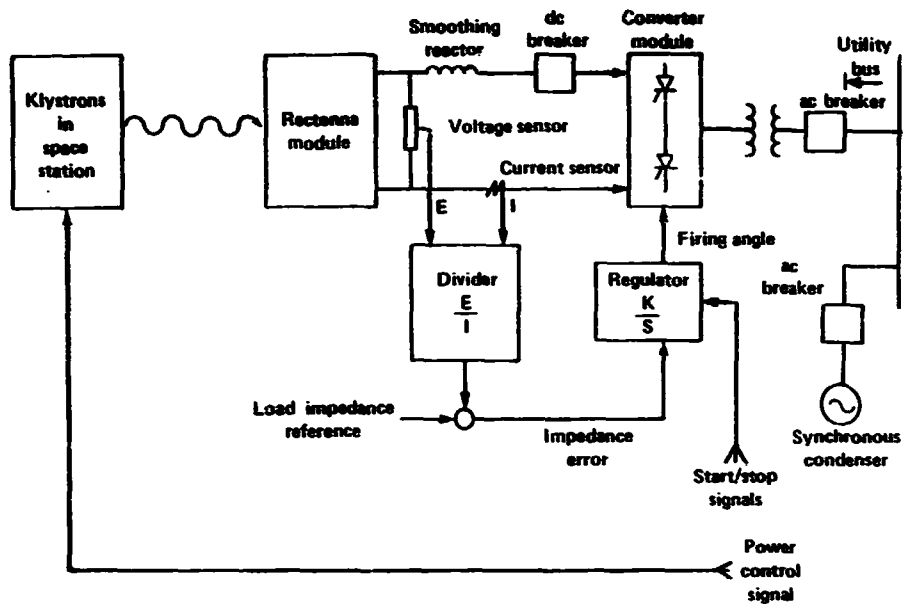 Klystrons
in
space
station
Rectenna
module
Smoothing
reactor
dc
breaker
Converter
module
Utility
bus
ac breaker
Voltage sensor
Current sensor
E
I
Divider
E
I
Firing angle
Regulator
K
S
ac
breaker
Load impedance
reference
Impedance
error
Start/stop
signals
Synchronous
condenser
Power
control
signal